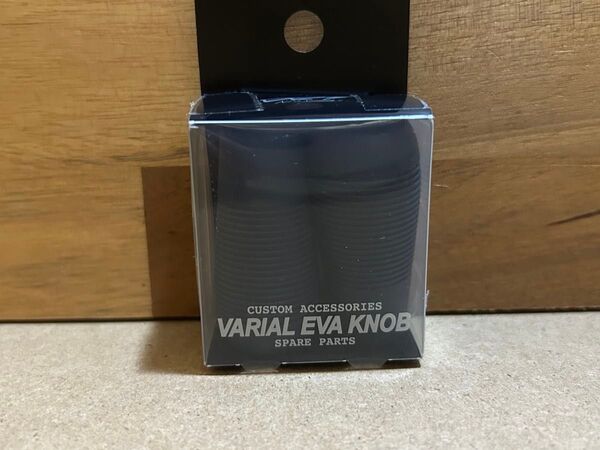 CUSTOM ACCESSORIES
VARIAL EVA KNOB
SPARE PARTS